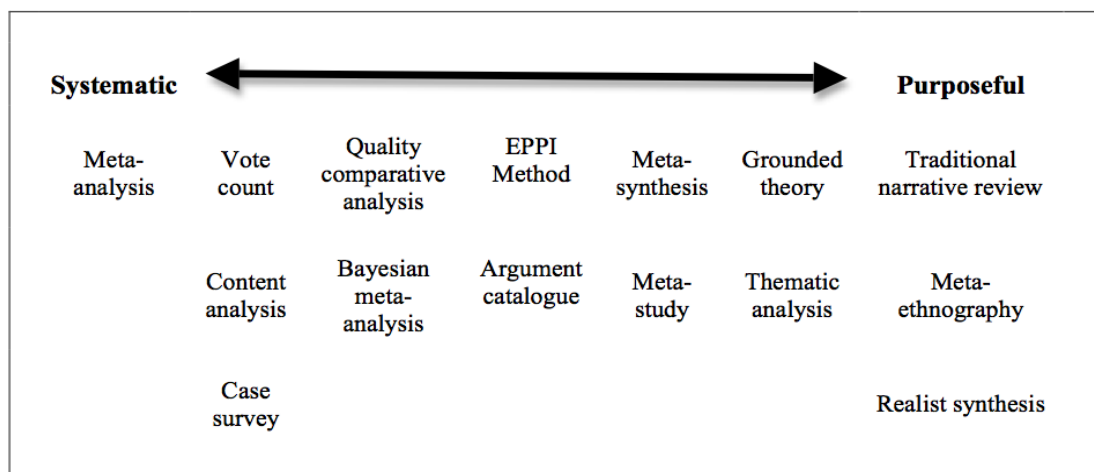 Systematic
Purposeful
Meta-
analysis
Vote
count
Quality
comparative
analysis
EPPI
Method
Meta-
synthesis
Grounded
theory
Traditional
narrative review
Content
analysis
Bayesian
meta-
analysis
Argument
catalogue
Meta-
study
Thematic
analysis
Meta-
ethnography
Case
survey
Realist synthesis